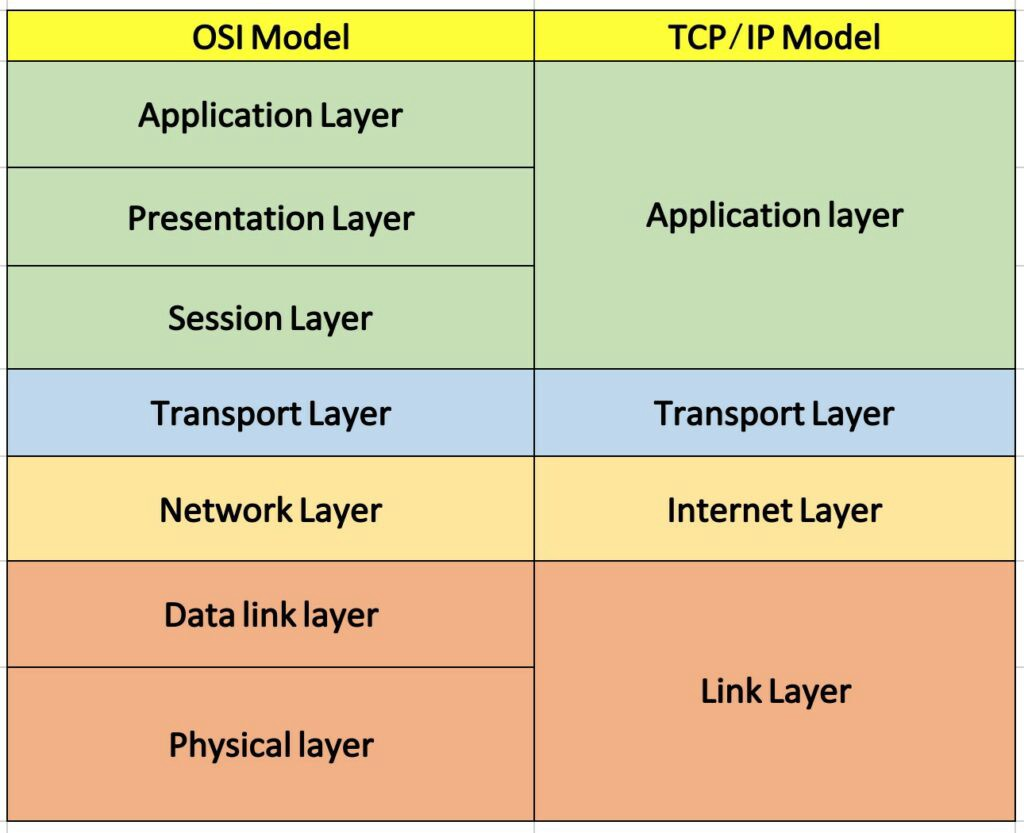 OSI Model
TCP/IP Model
Application Layer
Presentation Layer
Session Layer
Application layer
Transport Layer
Transport Layer
Network Layer
Internet Layer
Data link layer
Physical layer
Link Layer